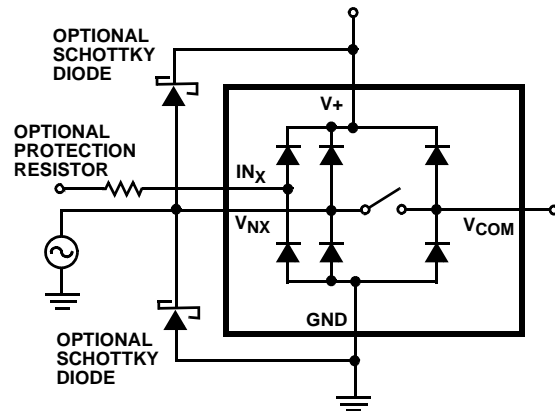 OPTIONAL
SCHOTTKY
DIODE
V+
OPTIONAL
PROTECTION
RESISTOR
INX
VNX
VCOM
GND
OPTIONAL
SCHOTTKY
DIODE